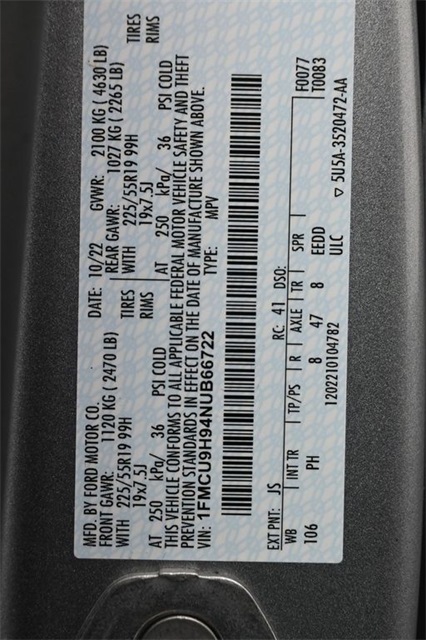 MFD. BY FORD MOTOR CO. DATE: 10/22 GVWR: 2100 KG ( 4630 LB)
FRONT GAWR: 1120 KG ( 2470 LB) REAR GAWR: 1027 KG ( 2265 LB)
WITH 225/55R19 99H TIRES WITH 225/55R19 99H TIRES
19x7.5J RIMS 19x7.5J RIMS
AT 250 kPa/ 36 PSI COLD AT 250 kPa/ 36 PSI COLD
THIS VEHICLE CONFORMS TO ALL APPLICABLE FEDERAL MOTOR VEHICLE SAFETY AND THEFT
PREVENTION STANDARDS IN EFFECT ON THE DATE OF MANUFACTURE SHOWN ABOVE.
VIN: 1FMCU9H94NUB66722 TYPE: MPV
EXT PNT: JS RC: 41 DSO: F0077
WB INT TR TP/PS R AXLE TR SPR T0083
106 PH 8 47 8 EEDD
1202210104782 ULC ▽ 5U5A-3520472-AA